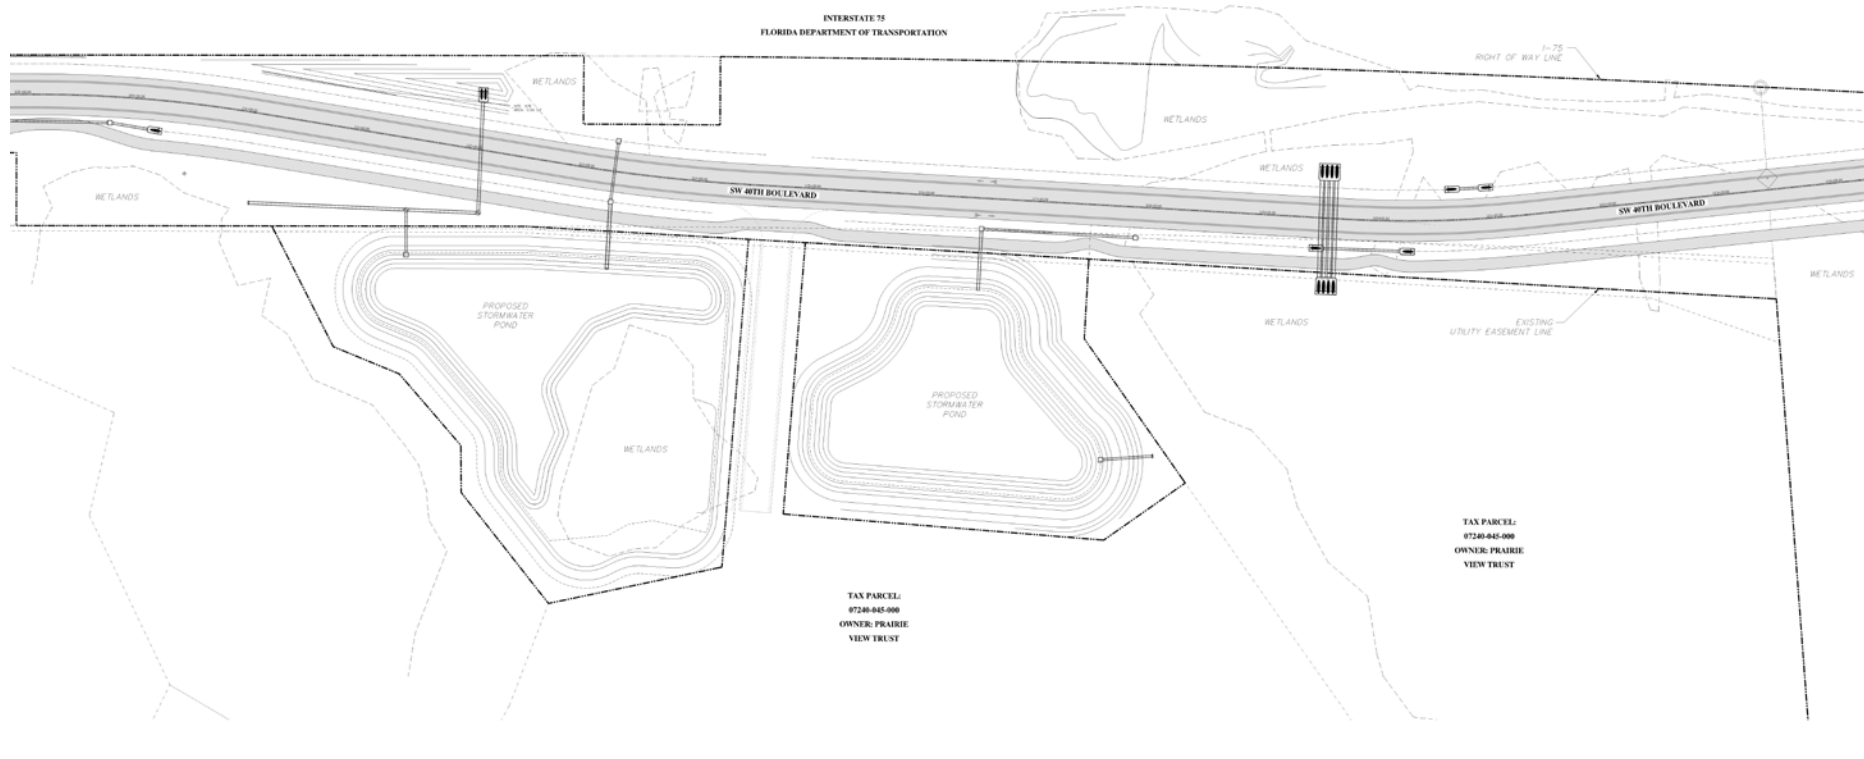 INTERSTATE 75
FLORIDA DEPARTMENT OF TRANSPORTATION
I-75
RIGHT OF WAY LINE
WETLANDS
WETLANDS
WETLANDS
WETLANDS
SW 40TH BOULEVARD
SW 40TH BOULEVARD
WETLANDS
PROPOSED
STORMWATER
POND
WETLANDS
EXISTING
UTILITY EASEMENT LINE
PROPOSED
STORMWATER
POND
WETLANDS
TAX PARCEL:
07240-045-000
OWNER: PRAIRIE
VIEW TRUST
TAX PARCEL:
07240-045-000
OWNER: PRAIRIE
VIEW TRUST